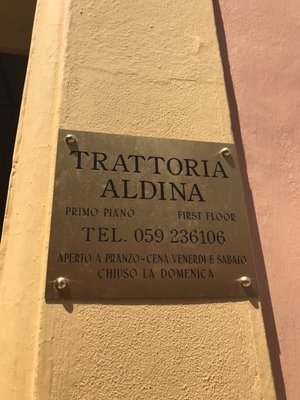 TRATTORIA
ALDINA
PRIMO PIANO FIRST FLOOR
TEL. 059 236106
APERTO A PRANZO - CENA VENERDI E SABATO
CHIUSO LA DOMENICA